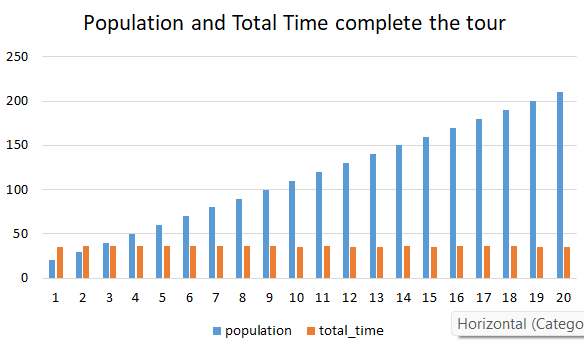 Population and Total Time complete the tour
250
200
150
100
50
0
1 2 3 4 5 6 7 8 9 10 11 12 13 14 15 16 17 18 19 20
population total_time
Horizontal (Catego